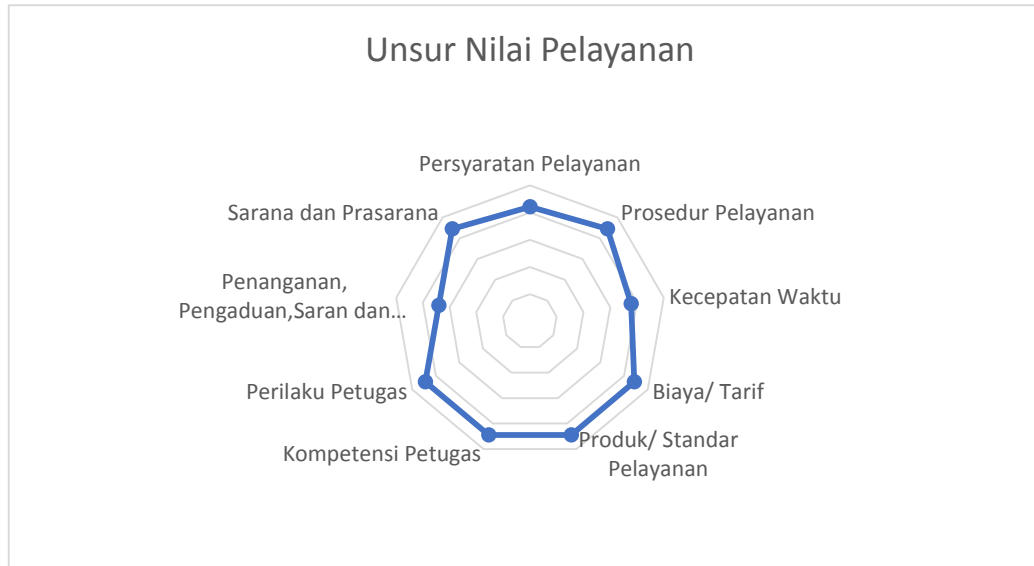 Unsur Nilai Pelayanan
Persyaratan Pelayanan
Prosedur Pelayanan
Kecepatan Waktu
Biaya/ Tarif
Produk/ Standar
Pelayanan
Kompetensi Petugas
Perilaku Petugas
Penanganan,
Pengaduan,Saran dan…
Sarana dan Prasarana